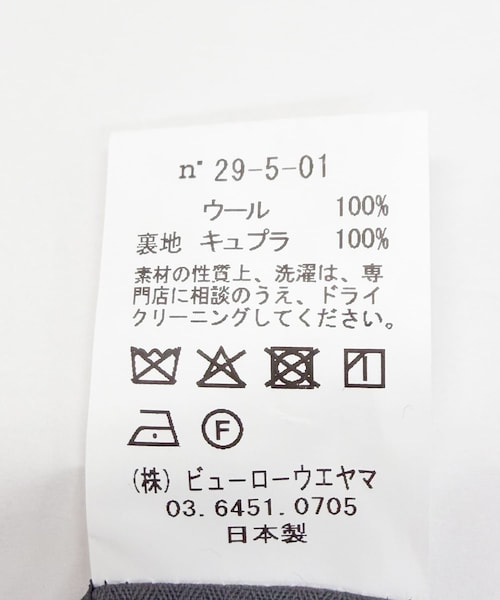 n° 29-5-01
ウール 100%
裏地 キュプラ 100%
素材の性質上、洗濯は、専
門店に相談のうえ、ドライ
クリーニングしてください。
F
(株) ビューローウエヤマ
03.6451.0705
日本製